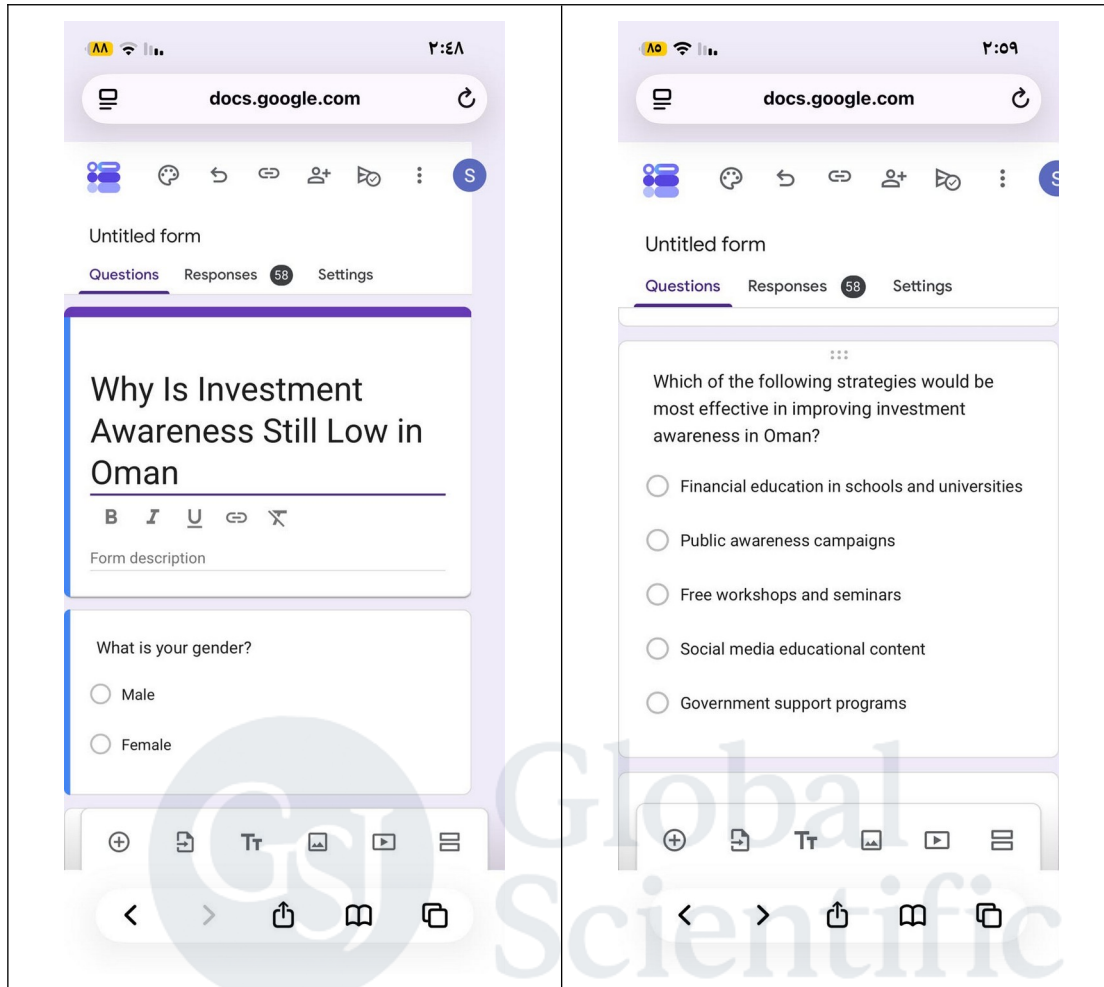 ٨٨
٢:٤٨
docs.google.com
S
Untitled form
Questions
Responses 58
Settings
Why Is Investment
Awareness Still Low in
Oman
B I U
Form description
What is your gender?
Male
Female
Tт
٨٥
٢:٥٩
docs.google.com
S
Untitled form
Questions
Responses 58
Settings
Which of the following strategies would be
most effective in improving investment
awareness in Oman?
Financial education in schools and universities
Public awareness campaigns
Free workshops and seminars
Social media educational content
Government support programs
Tт
GSJ
Global
Scientific